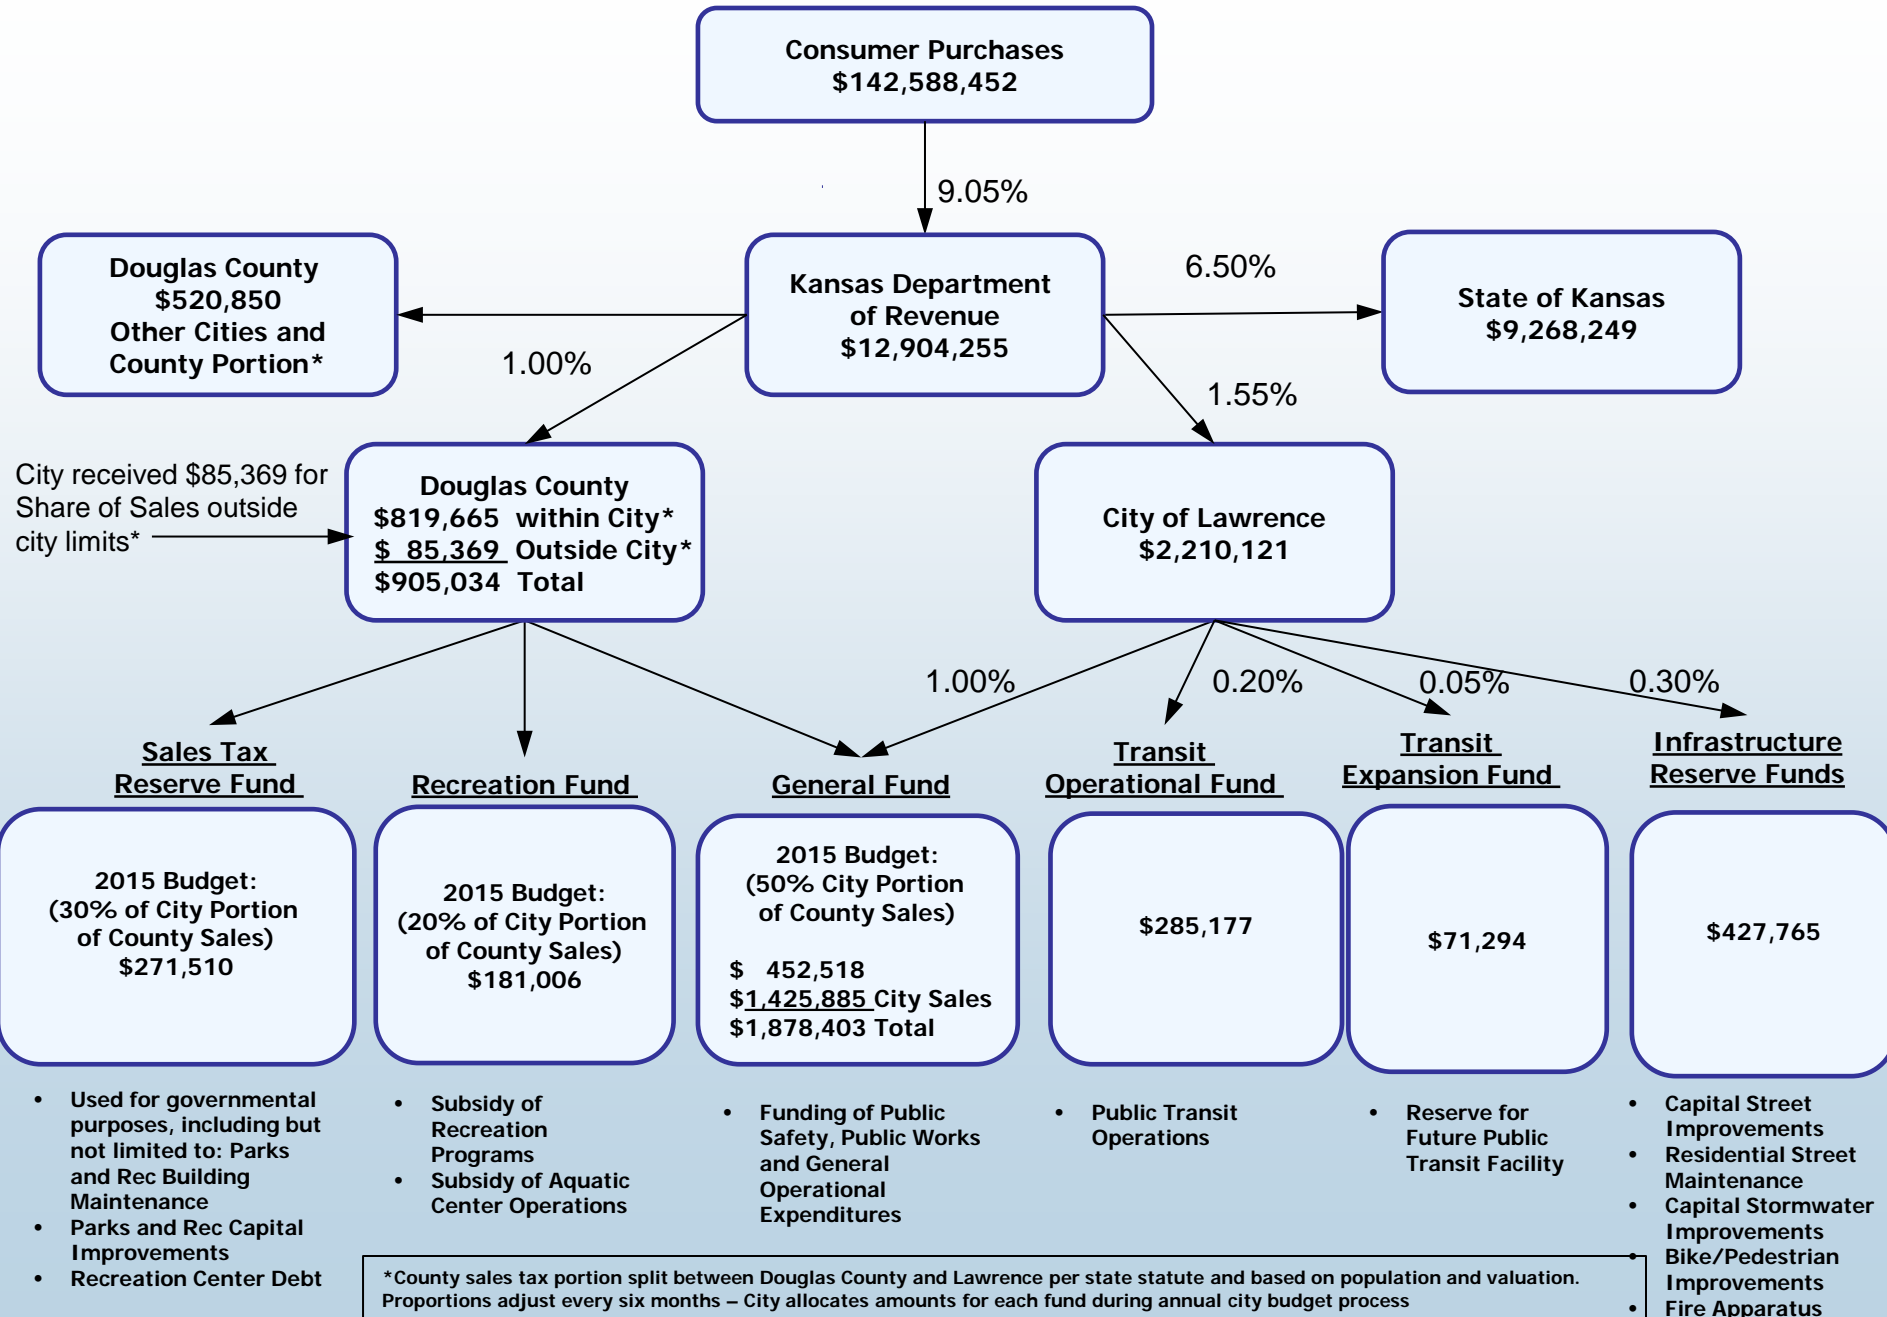 Consumer Purchases
$142,588,452
9.05%
Douglas County
$520,850
Other Cities and
County Portion*
Kansas Department
of Revenue
$12,904,255
6.50%
State of Kansas
$9,268,249
1.00%
1.55%
City received $85,369 for
Share of Sales outside
city limits*
Douglas County
$819,665 within City*
$ 85,369 Outside City*
$905,034 Total
City of Lawrence
$2,210,121
1.00%
0.20%
0.05%
0.30%
Sales Tax
Reserve Fund
Recreation Fund
General Fund
Transit
Operational Fund
Transit
Expansion Fund
Infrastructure
Reserve Funds
2015 Budget:
(30% of City Portion
of County Sales)
$271,510
2015 Budget:
(20% of City Portion
of County Sales)
$181,006
2015 Budget:
(50% City Portion
of County Sales)
$ 452,518
$1,425,885 City Sales
$1,878,403 Total
$285,177
$71,294
$427,765
• Used for governmental
purposes, including but
not limited to: Parks
and Rec Building
Maintenance
• Parks and Rec Capital
Improvements
• Recreation Center Debt
• Subsidy of
Recreation
Programs
• Subsidy of Aquatic
Center Operations
• Funding of Public
Safety, Public Works
and General
Operational
Expenditures
• Public Transit
Operations
• Reserve for
Future Public
Transit Facility
• Capital Street
Improvements
• Residential Street
Maintenance
• Capital Stormwater
Improvements
• Bike/Pedestrian
Improvements
• Fire Apparatus
*County sales tax portion split between Douglas County and Lawrence per state statute and based on population and valuation.
Proportions adjust every six months – City allocates amounts for each fund during annual city budget process